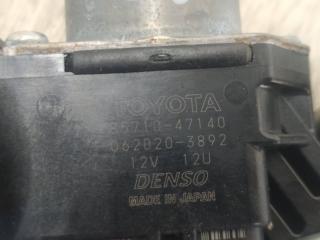 TOYOTA
85710-47140
062020-3892
12V 12U
DENSO
MADE IN JAPAN